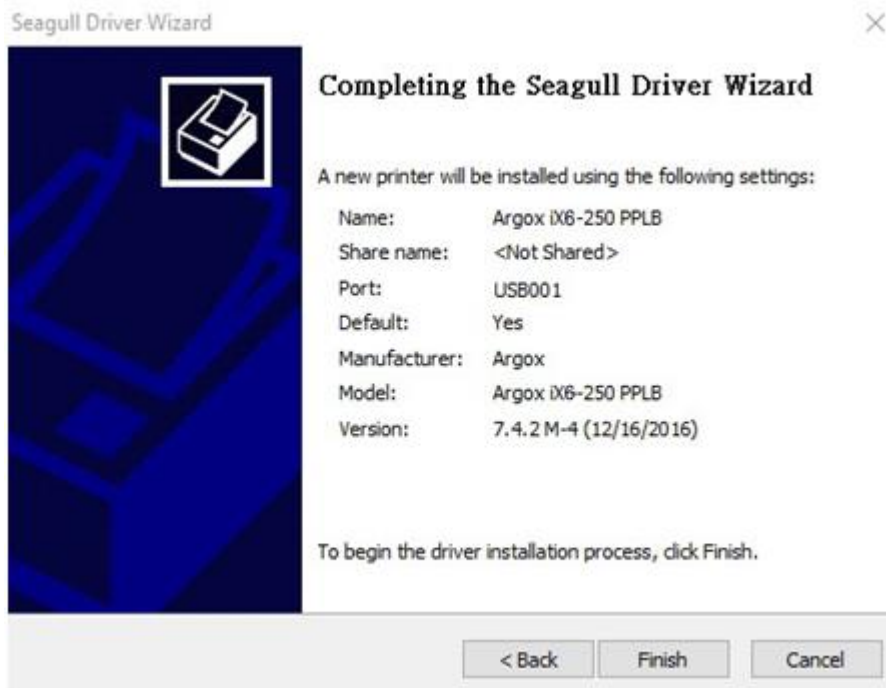 Seagull Driver Wizard
Completing the Seagull Driver Wizard
A new printer will be installed using the following settings:
Name: Argox iX6-250 PPLB
Share name: <Not Shared>
Port: USB001
Default: Yes
Manufacturer: Argox
Model: Argox iX6-250 PPLB
Version: 7.4.2 M-4 (12/16/2016)
To begin the driver installation process, click Finish.
< Back Finish Cancel